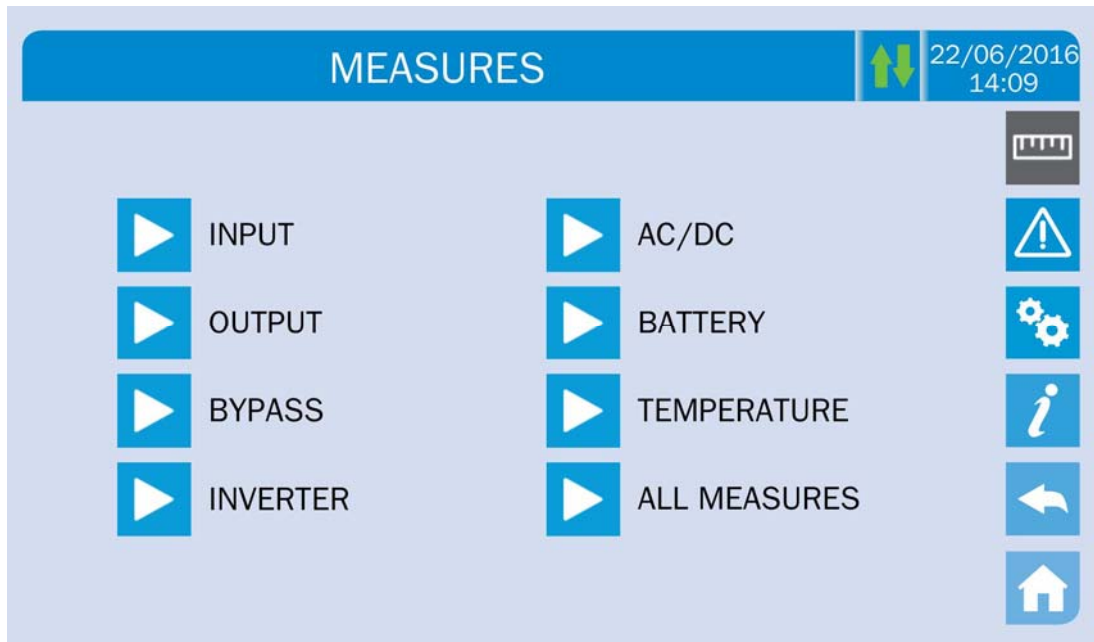 MEASURES
22/06/2016
14:09
INPUT
AC/DC
OUTPUT
BATTERY
BYPASS
TEMPERATURE
INVERTER
ALL MEASURES
i